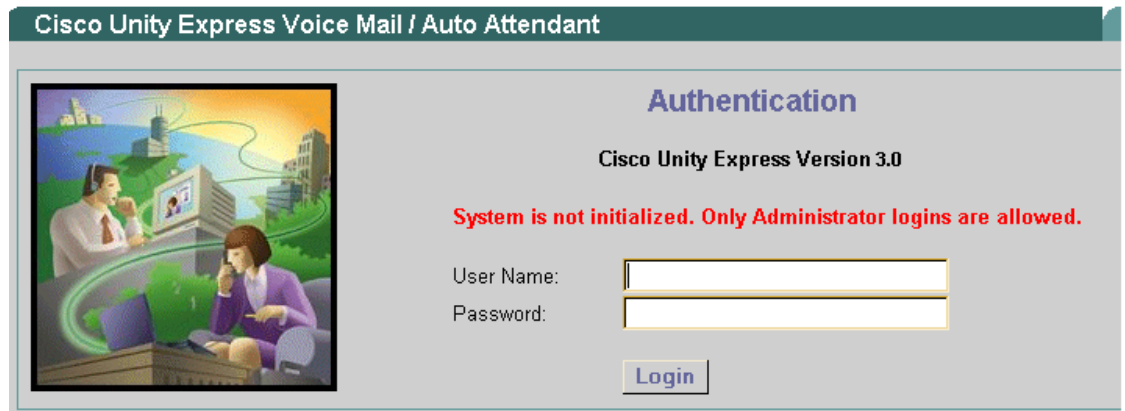 Cisco Unity Express Voice Mail / Auto Attendant
Authentication
Cisco Unity Express Version 3.0
System is not initialized. Only Administrator logins are allowed.
User Name:
Password:
Login